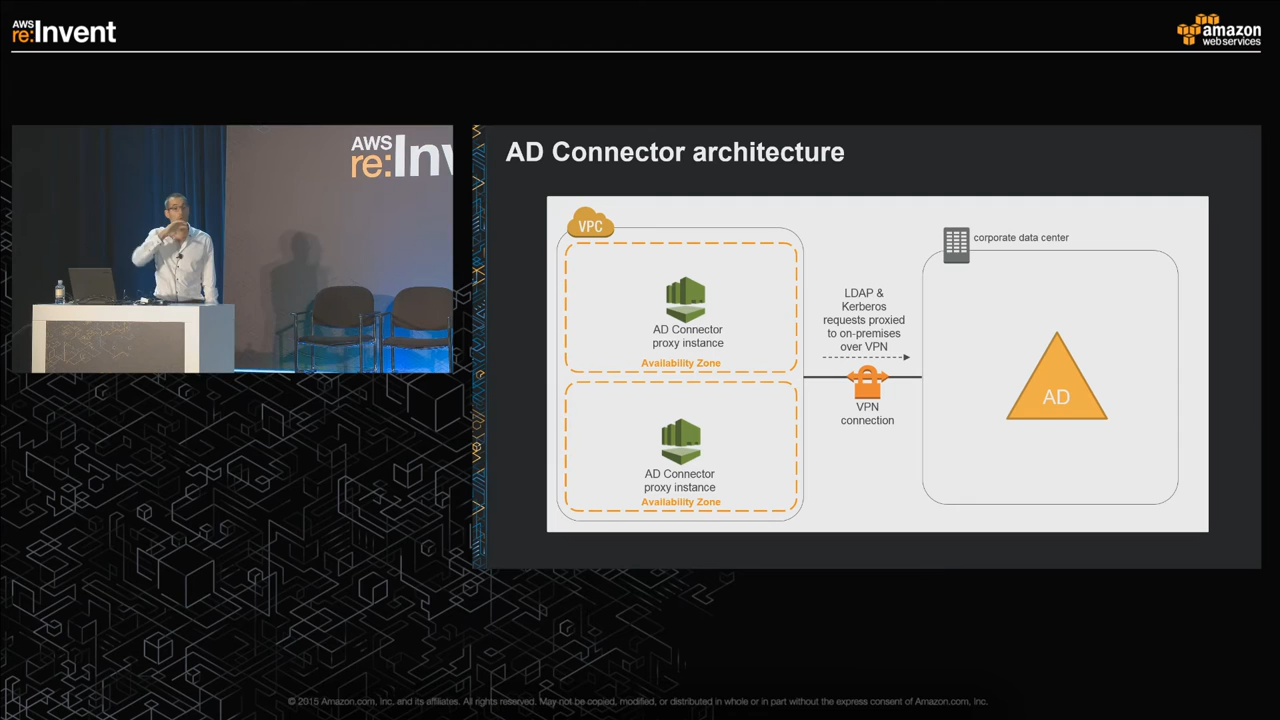 AWS
re:Invent
amazon
web services
AWS
re:Inv
AD Connector architecture
VPC
AD Connector
proxy instance
Availability Zone
AD Connector
proxy instance
Availability Zone
LDAP &
Kerberos
requests proxied
to on-premises
over VPN
VPN
connection
corporate data center
AD
© 2015 Amazon.com, Inc. and its affiliates. All rights reserved. May not be copied, modified, or distributed in whole or in part without the express consent of Amazon.com, Inc.